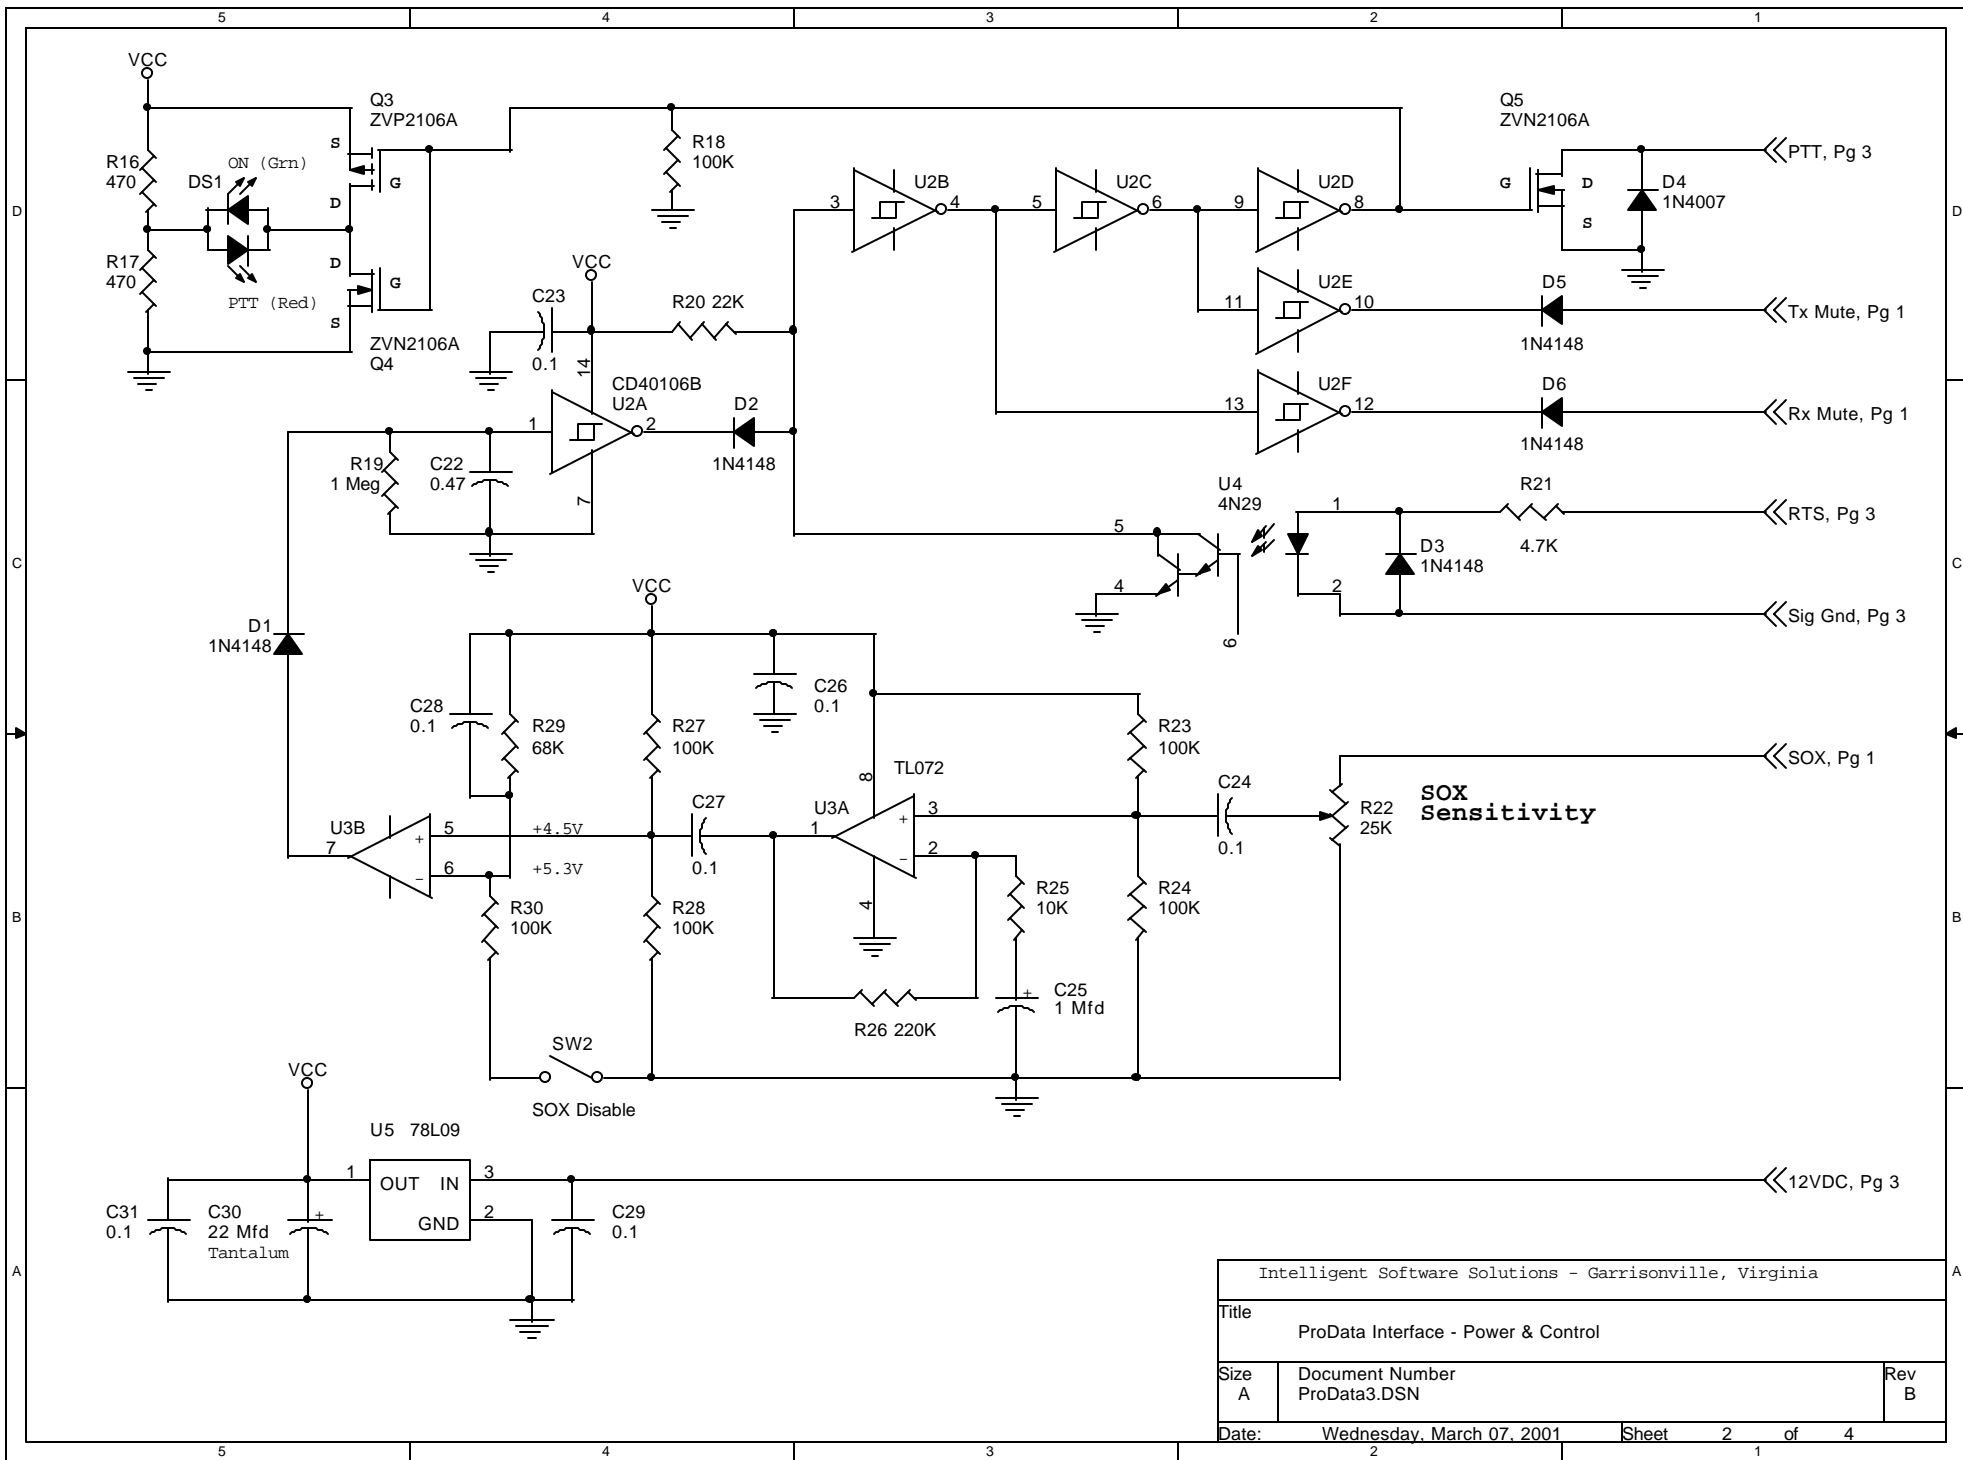 5 4 3 2 1
VCC
Q3
ZVP2106A
Q5
ZVN2106A
R18
100K
PTT, Pg 3
S
R16
470
ON (Grn)
DS1
G
D
U2B
U2C
U2D
3 4 5 6 9 8
G D
D4
1N4007
S
D
D
R17
470
D
G
PTT (Red)
S
VCC
C23
0.1
R20 22K
U2E
11 10
D5
1N4148
Tx Mute, Pg 1
ZVN2106A
Q4
14
CD40106B
U2A
D2
1N4148
U2F
13 12
D6
1N4148
Rx Mute, Pg 1
1 2
R19
1 Meg
C22
0.47
7
U4
4N29
5
4
6
1
2
R21
4.7K
RTS, Pg 3
D3
1N4148
C
C
Sig Gnd, Pg 3
VCC
D1
1N4148
C28
0.1
R29
68K
R27
100K
C26
0.1
R23
100K
SOX, Pg 1
8
TL072
U3A
C27
0.1
C24
0.1
R22
25K
SOX
Sensitivity
U3B
7
5
+
+4.5V
1
+
3
6
-
+5.3V
-
2
4
R30
100K
R28
100K
R25
10K
R24
100K
B
B
R26 220K
+
C25
1 Mfd
SW2
SOX Disable
VCC
U5 78L09
1
OUT IN
3
GND
2
12VDC, Pg 3
C31
0.1
C30
22 Mfd
Tantalum
+
C29
0.1
A
A
Intelligent Software Solutions - Garrisonville, Virginia
Title
ProData Interface - Power & Control
Size
A
Document Number
ProData3.DSN
Rev
B
Date: Wednesday, March 07, 2001 Sheet 2 of 4
5 4 3 2 1